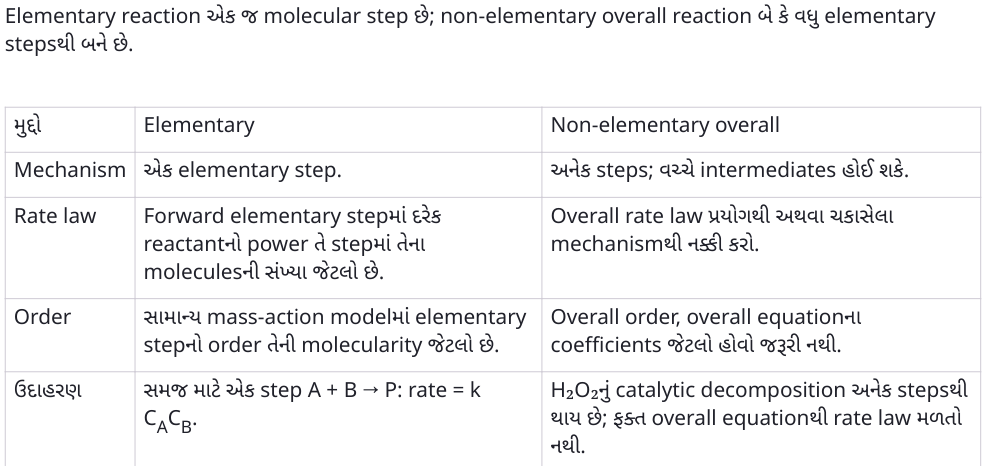 Elementary reaction એક જ molecular step છે; non-elementary overall reaction બે કે વધુ elementary
stepsથી બને છે.
મુદ્દો Elementary Non-elementary overall
Mechanism એક elementary step. અનેક steps; વચ્ચે intermediates હોઈ શકે.
Rate law Forward elementary stepમાં દરેક Overall rate law પ્રયોગથી અથવા ચકાસેલા
reactantનો power તે stepમાં તેના mechanismથી નક્કી કરો.
moleculesની સંખ્યા જેટલો છે.
Order સામાન્ય mass-action modelમાં elementary Overall order, overall equationના
stepનો order તેની molecularity જેટલો છે. coefficients જેટલો હોવો જરૂરી નથી.
ઉદાહરણ સમજ માટે એક step A + B → P: rate = k H₂O₂નું catalytic decomposition અનેક stepsથી
C_AC_B. થાય છે; ફક્ત overall equationથી rate law મળતો
નથી.